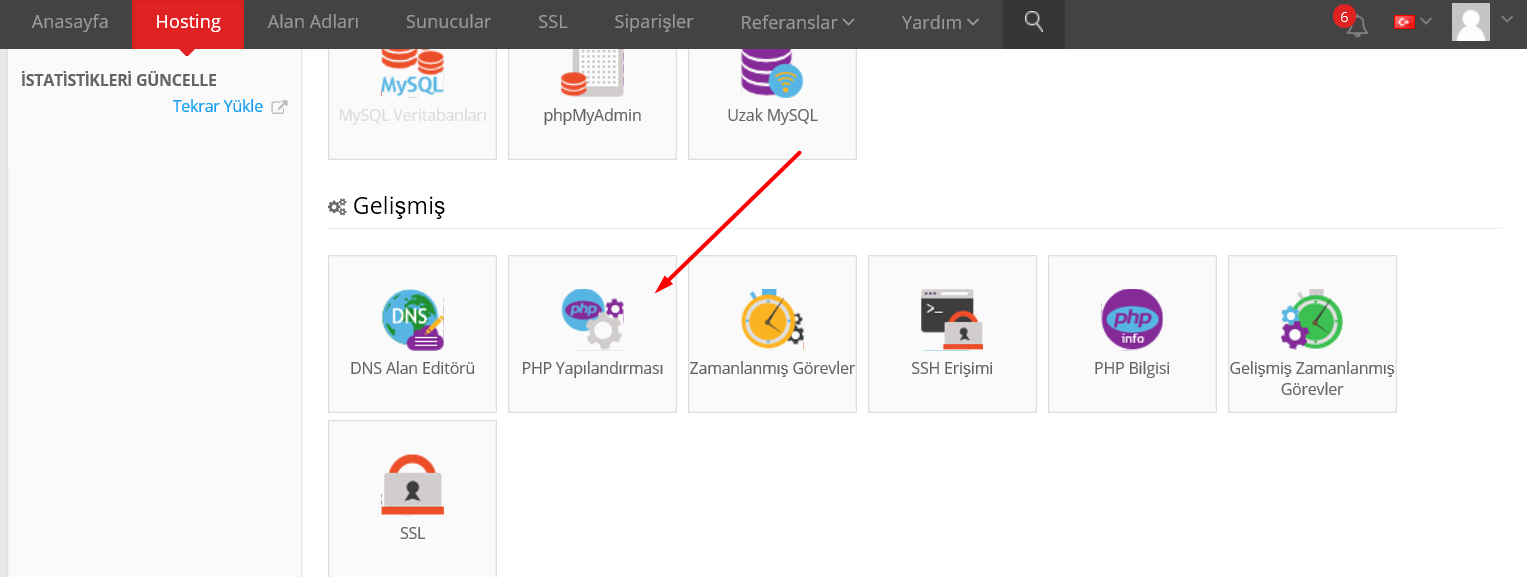 Anasayfa
Hosting
Alan Adları
Sunucular
SSL
Siparişler
Referanslar
Yardım
6
İSTATİSTİKLERİ GÜNCELLE
Tekrar Yükle
MySQL
MySQL Veritabanları
phpMyAdmin
Uzak MySQL
Gelişmiş
DNS
DNS Alan Editörü
php
PHP Yapılandırması
Zamanlanmış Görevler
>_
SSH Erişimi
php
info
PHP Bilgisi
Gelişmiş Zamanlanmış
Görevler
SSL